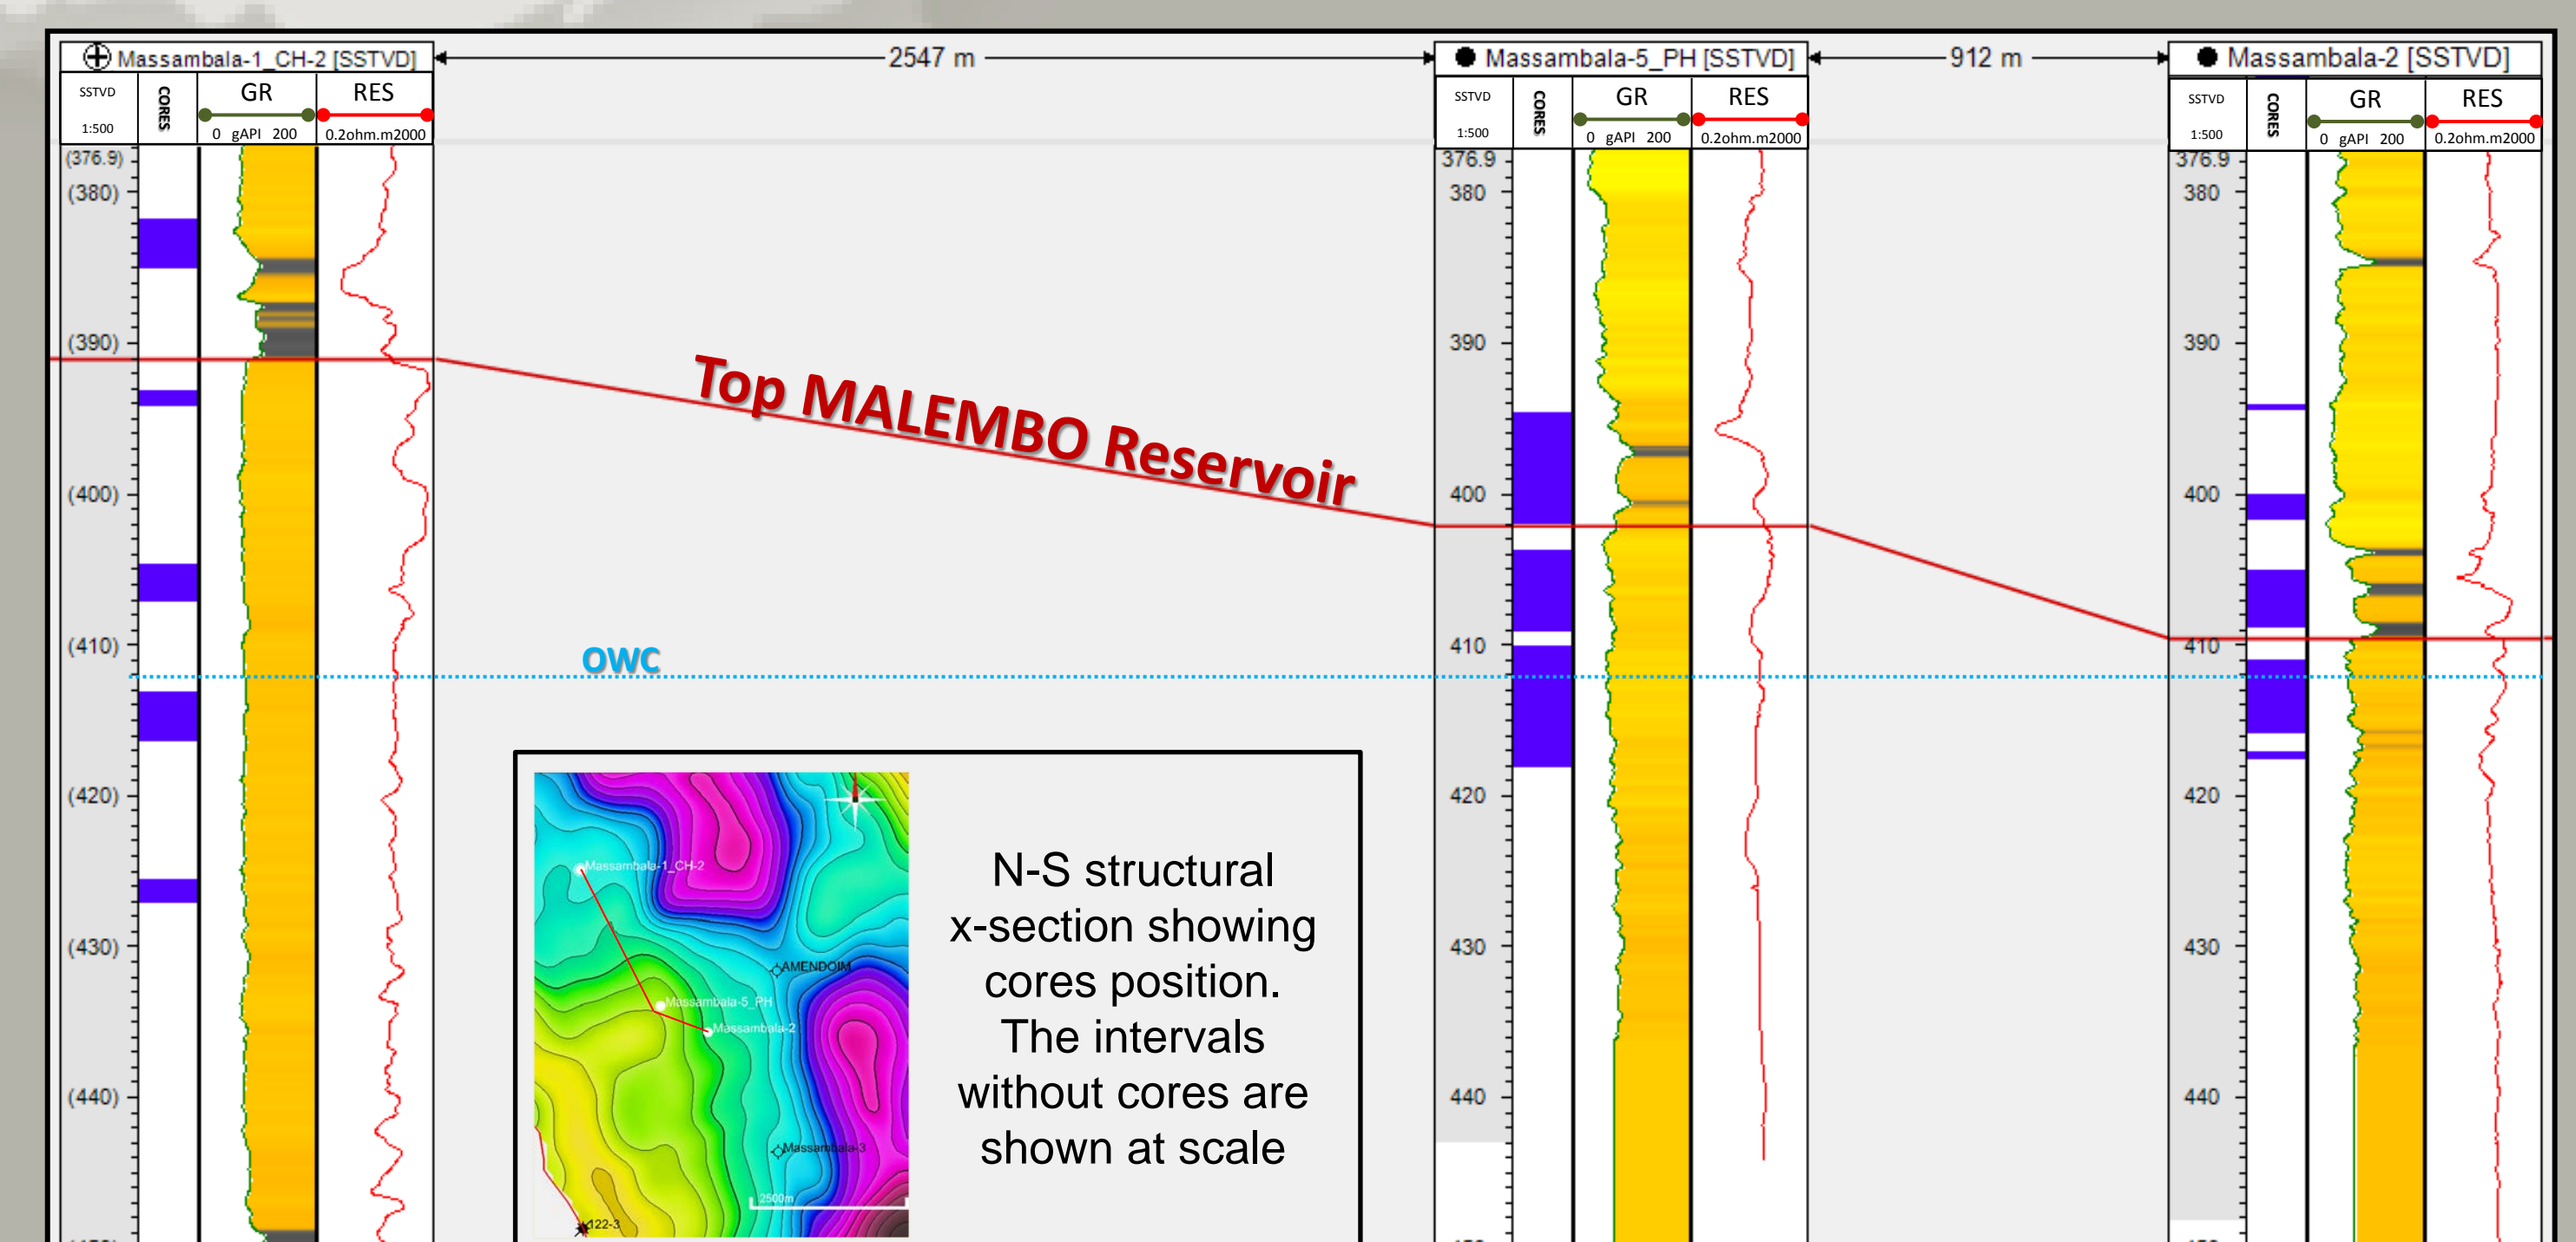 Massambala-1_CH-2 [SSTVD]
2547 m
Massambala-5_PH [SSTVD]
912 m
Massambala-2 [SSTVD]
SSTVD
1:500
CORES
GR
0 gAPI 200
RES
0.2ohm.m2000
SSTVD
1:500
CORES
GR
0 gAPI 200
RES
0.2ohm.m2000
SSTVD
1:500
CORES
GR
0 gAPI 200
RES
0.2ohm.m2000
(376.9)
(380)
(390)
(400)
(410)
(420)
(430)
(440)
Top MALEMBO Reservoir
OWC
Massambala-1_CH-2
AMENDOIM
Massambala-5_PH
Massambala-2
Massambala-3
2500m
122-3
N-S structural
x-section showing
cores position.
The intervals
without cores are
shown at scale
376.9
380
390
400
410
420
430
440
376.9
380
390
400
410
420
430
440